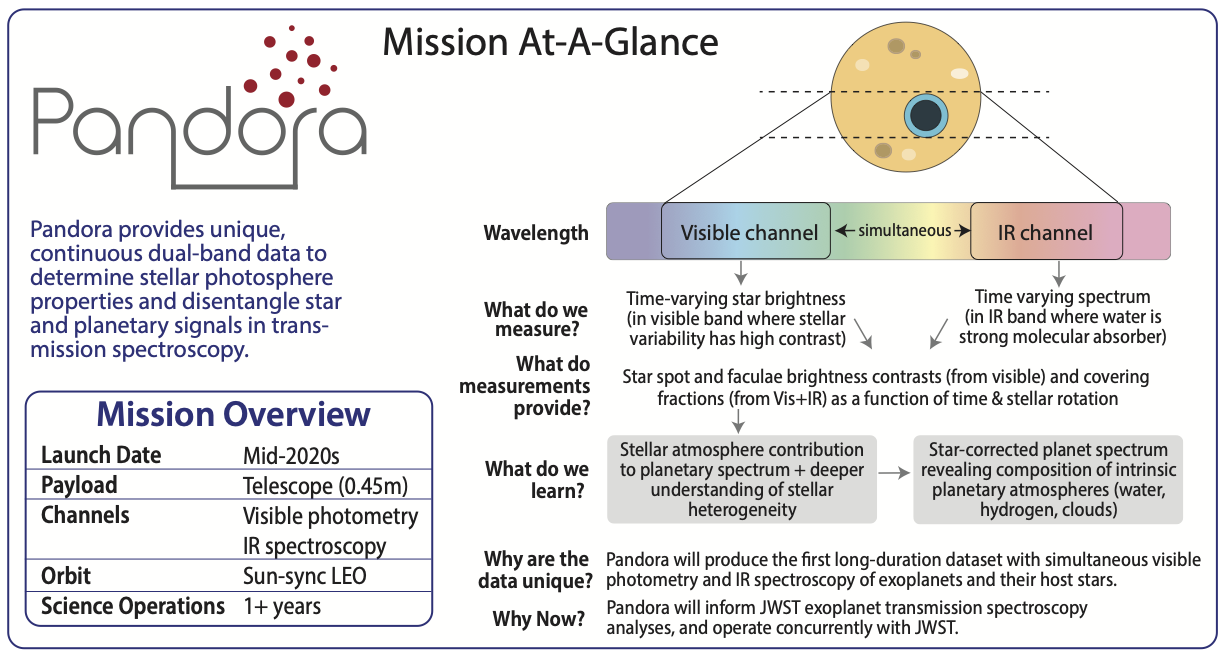 Mission At-A-Glance
Pandora
Pandora provides unique,
continuous dual-band data to
determine stellar photosphere
properties and disentangle star
and planetary signals in trans-
mission spectroscopy.
Mission Overview
Launch Date Mid-2020s
Payload Telescope (0.45m)
Channels Visible photometry
IR spectroscopy
Orbit Sun-sync LEO
Science Operations 1+ years
Wavelength
Visible channel
simultaneous
IR channel
What do we
measure?
Time-varying star brightness
(in visible band where stellar
variability has high contrast)
Time varying spectrum
(in IR band where water is
strong molecular absorber)
What do
measurements
provide?
Star spot and faculae brightness contrasts (from visible) and covering
fractions (from Vis+IR) as a function of time & stellar rotation
What do we
learn?
Stellar atmosphere contribution
to planetary spectrum + deeper
understanding of stellar
heterogeneity
Star-corrected planet spectrum
revealing composition of intrinsic
planetary atmospheres (water,
hydrogen, clouds)
Why are the
data unique?
Pandora will produce the first long-duration dataset with simultaneous visible
photometry and IR spectroscopy of exoplanets and their host stars.
Why Now?
Pandora will inform JWST exoplanet transmission spectroscopy
analyses, and operate concurrently with JWST.